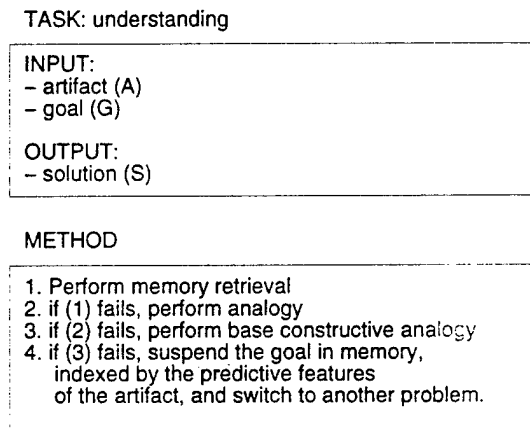 TASK: understanding
INPUT:
– artifact (A)
– goal (G)
OUTPUT:
– solution (S)
METHOD
1. Perform memory retrieval
2. if (1) fails, perform analogy
3. if (2) fails, perform base constructive analogy
4. if (3) fails, suspend the goal in memory,
indexed by the predictive features
of the artifact, and switch to another problem.